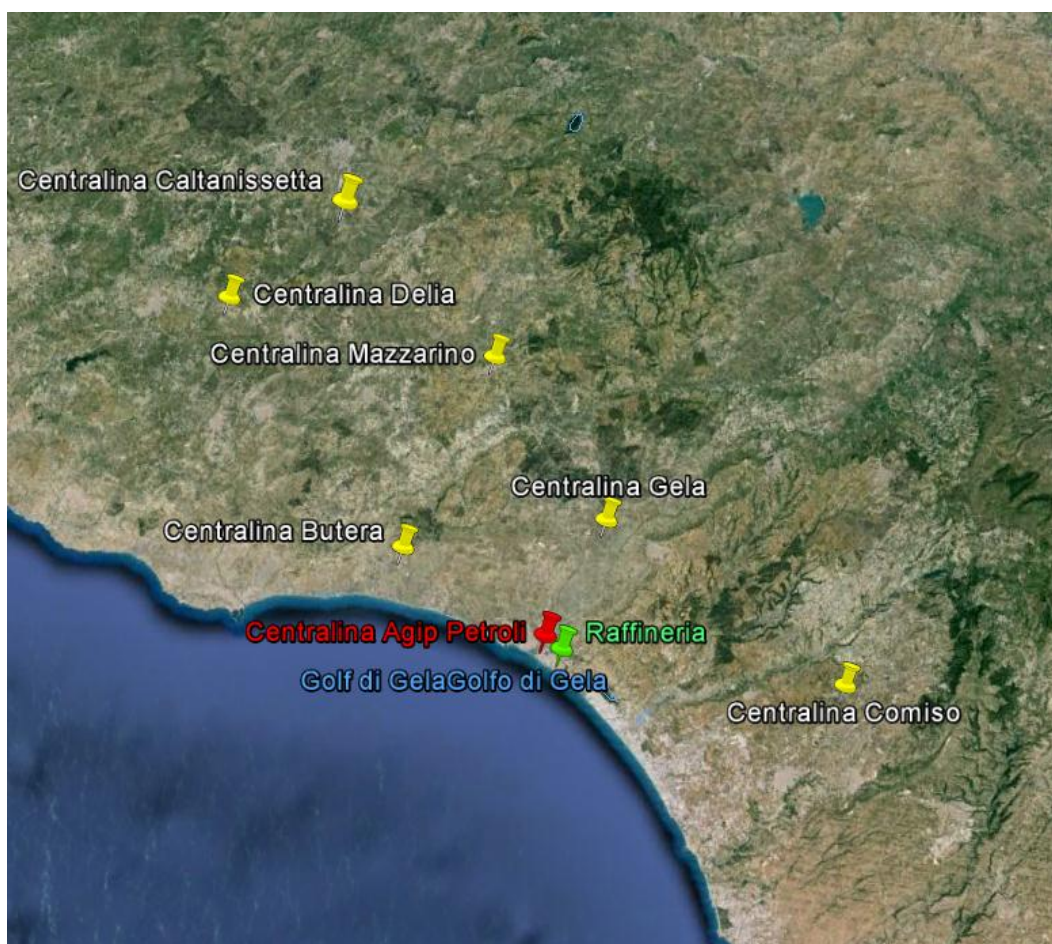 Centralina Caltanissetta
Centralina Delia
Centralina Mazzarino
Centralina Gela
Centralina Butera
Centralina Agip Petroli
Raffineria
Golf di GelaGolfo di Gela
Centralina Comiso